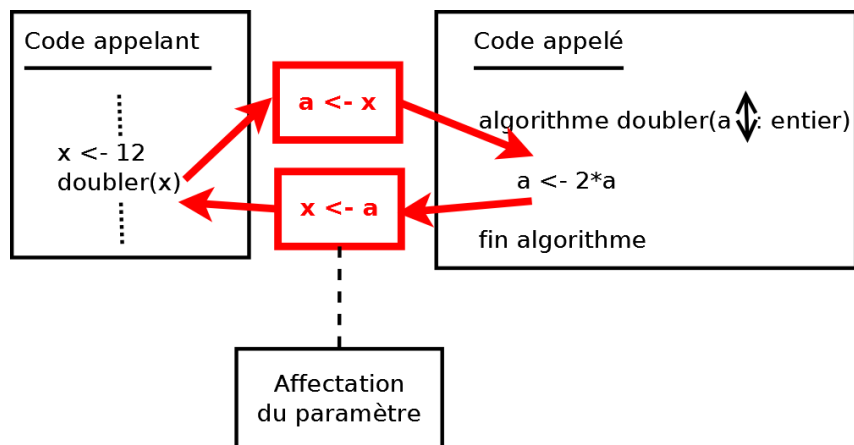 Code appelant
x <- 12
doubler(x)
a <- x
x <- a
Code appelé
algorithme doubler(a : entier)
a <- 2*a
fin algorithme
Affectation
du paramètre